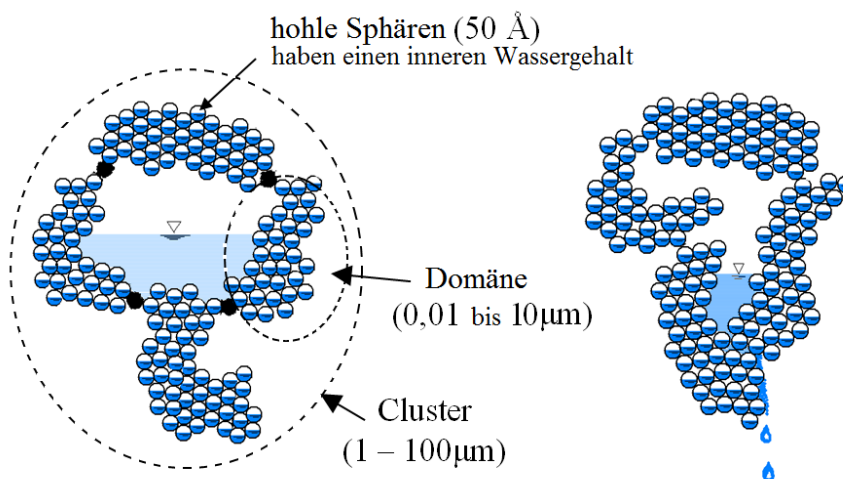 hohle Sphären (50 Å)
haben einen inneren Wassergehalt
Domäne
(0,01 bis 10µm)
Cluster
(1 – 100µm)